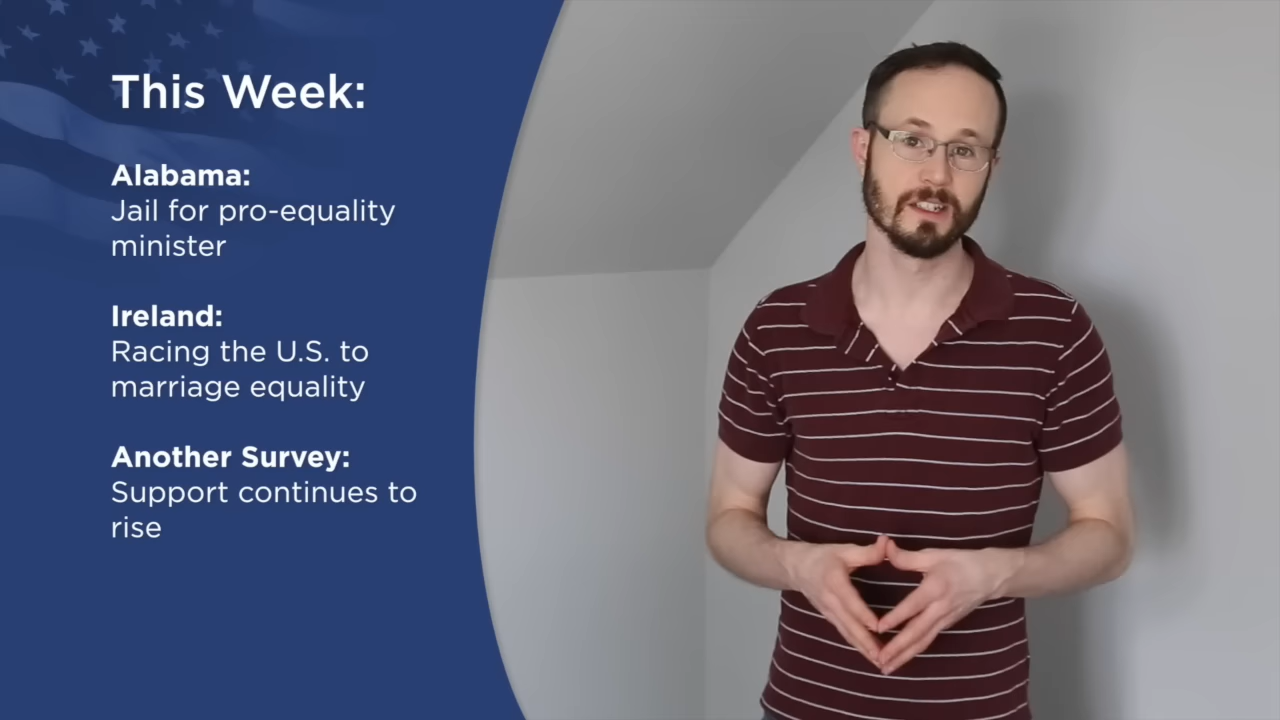 This Week:
Alabama:
Jail for pro-equality
minister
Ireland:
Racing the U.S. to
marriage equality
Another Survey:
Support continues to
rise